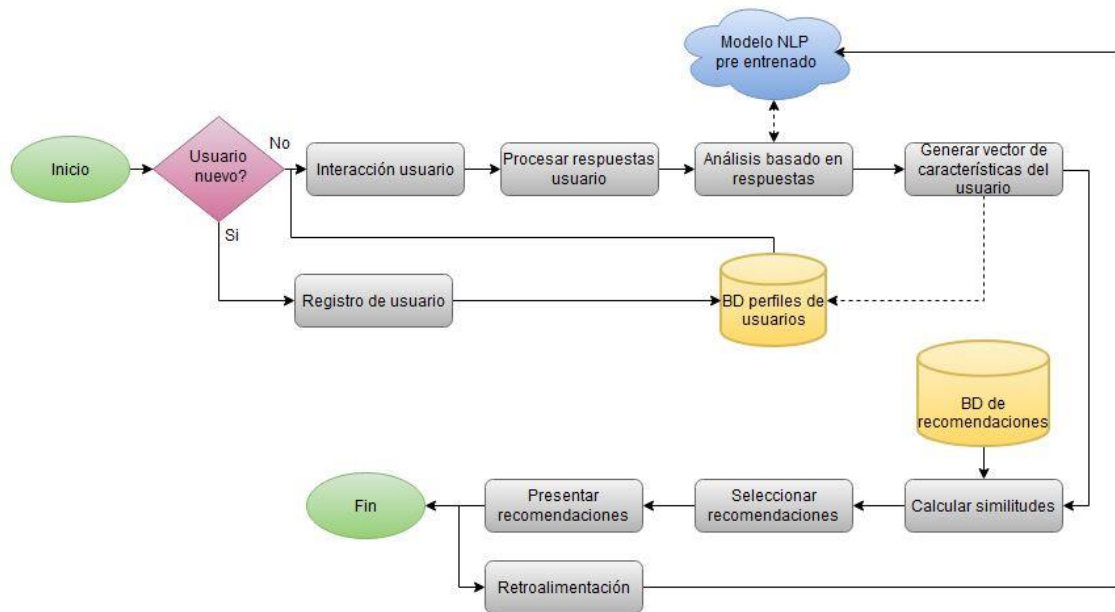 Modelo NLP
pre entrenado
Inicio
Usuario
nuevo?
No
Si
Interacción usuario
Procesar respuestas
usuario
Análisis basado en
respuestas
Generar vector de
características del
usuario
Registro de usuario
BD perfiles de
usuarios
BD de
recomendaciones
Fin
Presentar
recomendaciones
Seleccionar
recomendaciones
Calcular similitudes
Retroalimentación